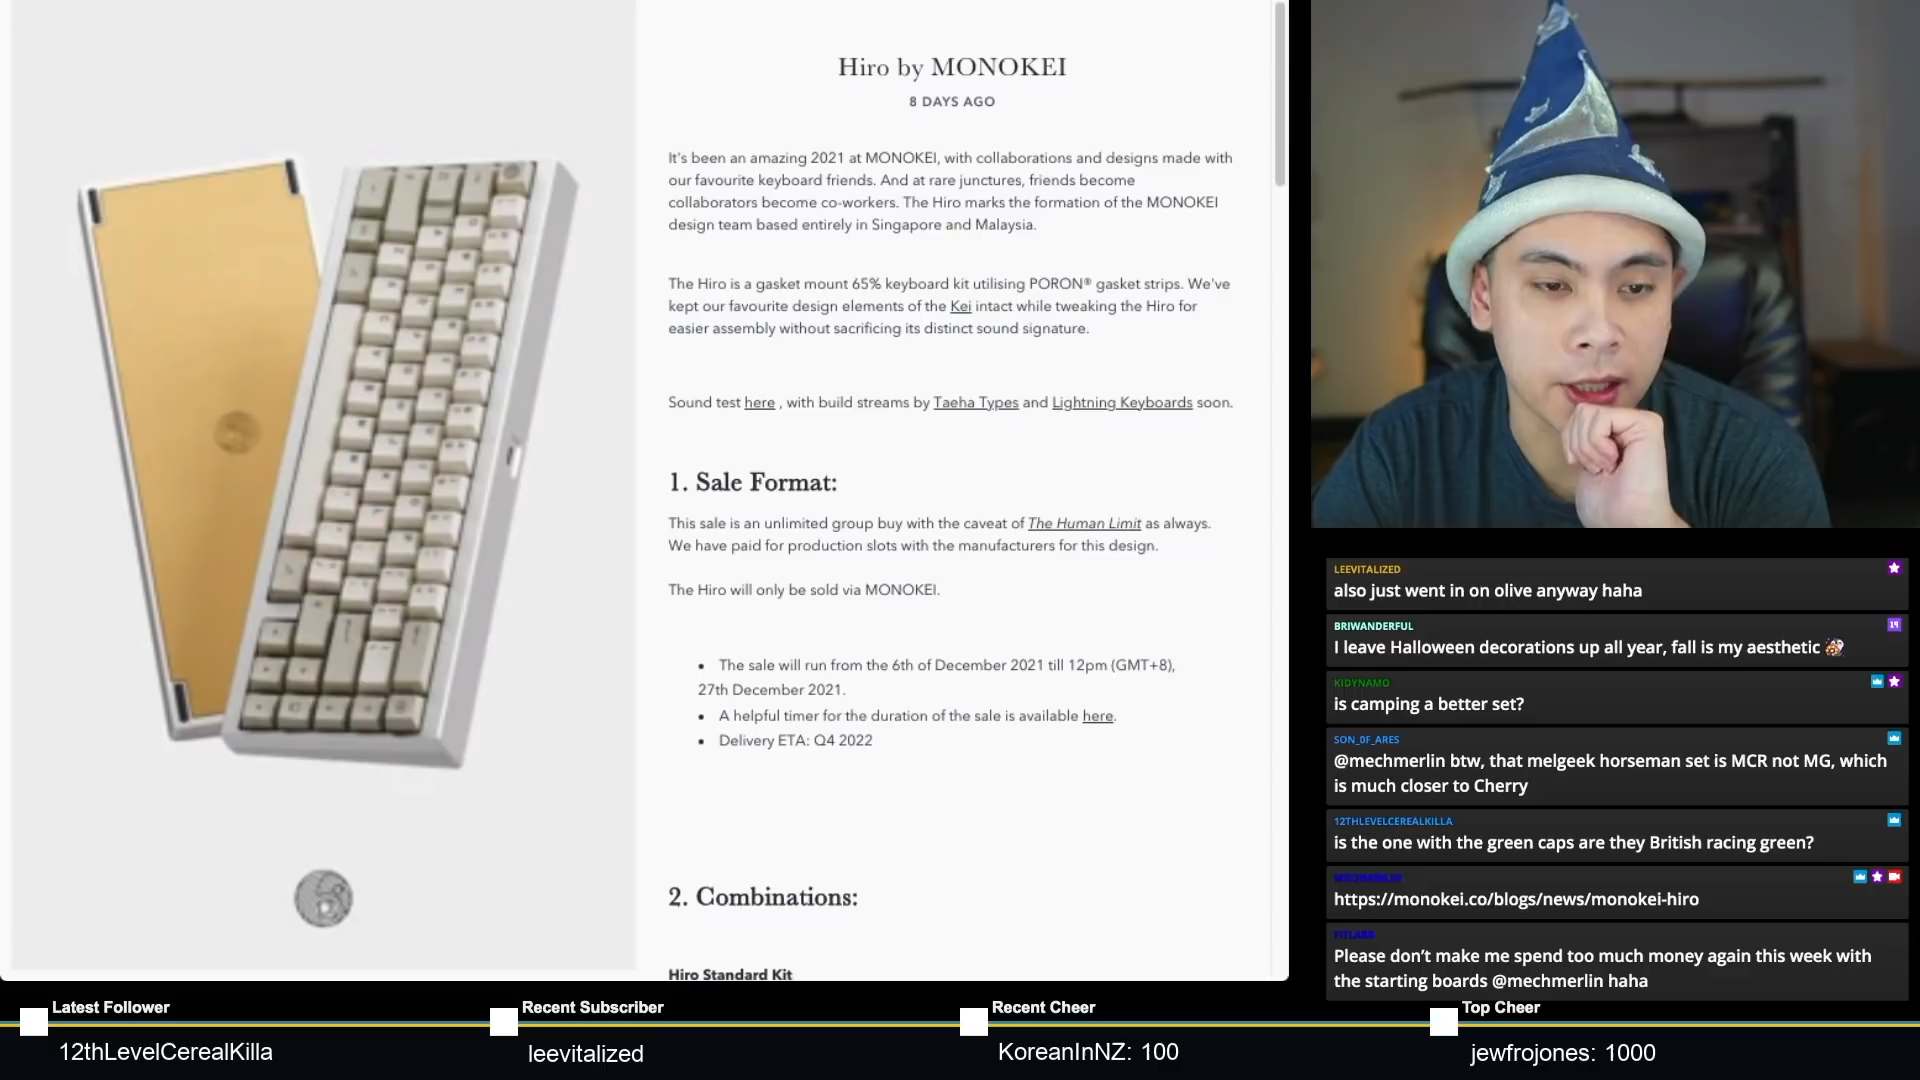 Hiro by MONOKEI
8 DAYS AGO
It's been an amazing 2021 at MONOKEI, with collaborations and designs made with
our favourite keyboard friends. And at rare junctures, friends become
collaborators become co-workers. The Hiro marks the formation of the MONOKEI
design team based entirely in Singapore and Malaysia.
The Hiro is a gasket mount 65% keyboard kit utilising PORON® gasket strips. We've
kept our favourite design elements of the Kei intact while tweaking the Hiro for
easier assembly without sacrificing its distinct sound signature.
Sound test here , with build streams by Taeha Types and Lightning Keyboards soon.
1. Sale Format:
This sale is an unlimited group buy with the caveat of The Human Limit as always.
We have paid for production slots with the manufacturers for this design.
The Hiro will only be sold via MONOKEI.
• The sale will run from the 6th of December 2021 till 12pm (GMT+8),
27th December 2021.
• A helpful timer for the duration of the sale is available here.
• Delivery ETA: Q4 2022
2. Combinations:
Hiro Standard Kit
LEEVITALIZED
also just went in on olive anyway haha
BRIWANDERFUL
I leave Halloween decorations up all year, fall is my aesthetic
KIDYNAMO
is camping a better set?
SON_0F_ARES
@mechmerlin btw, that melgeek horseman set is MCR not MG, which
is much closer to Cherry
12THLEVELCEREALKILLA
is the one with the green caps are they British racing green?
MECHMERLIN
https://monokei.co/blogs/news/monokei-hiro
Please don't make me spend too much money again this week with
the starting boards @mechmerlin haha
Latest Follower
12thLevelCerealKilla
Recent Subscriber
leevitalized
Recent Cheer
KoreanInNZ: 100
Top Cheer
jewfrojones: 1000